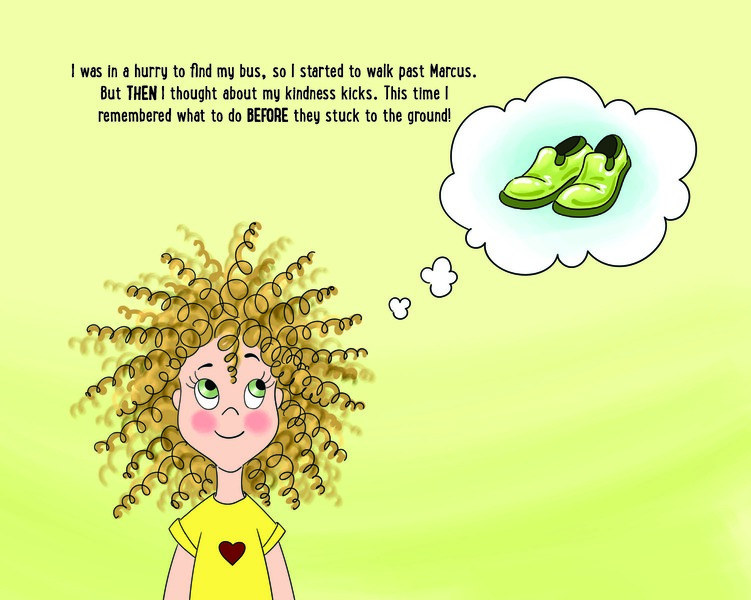 I was in a hurry to find my bus, so I started to walk past Marcus.
But THEN I thought about my kindness kicks. This time I
remembered what to do BEFORE they stuck to the ground!